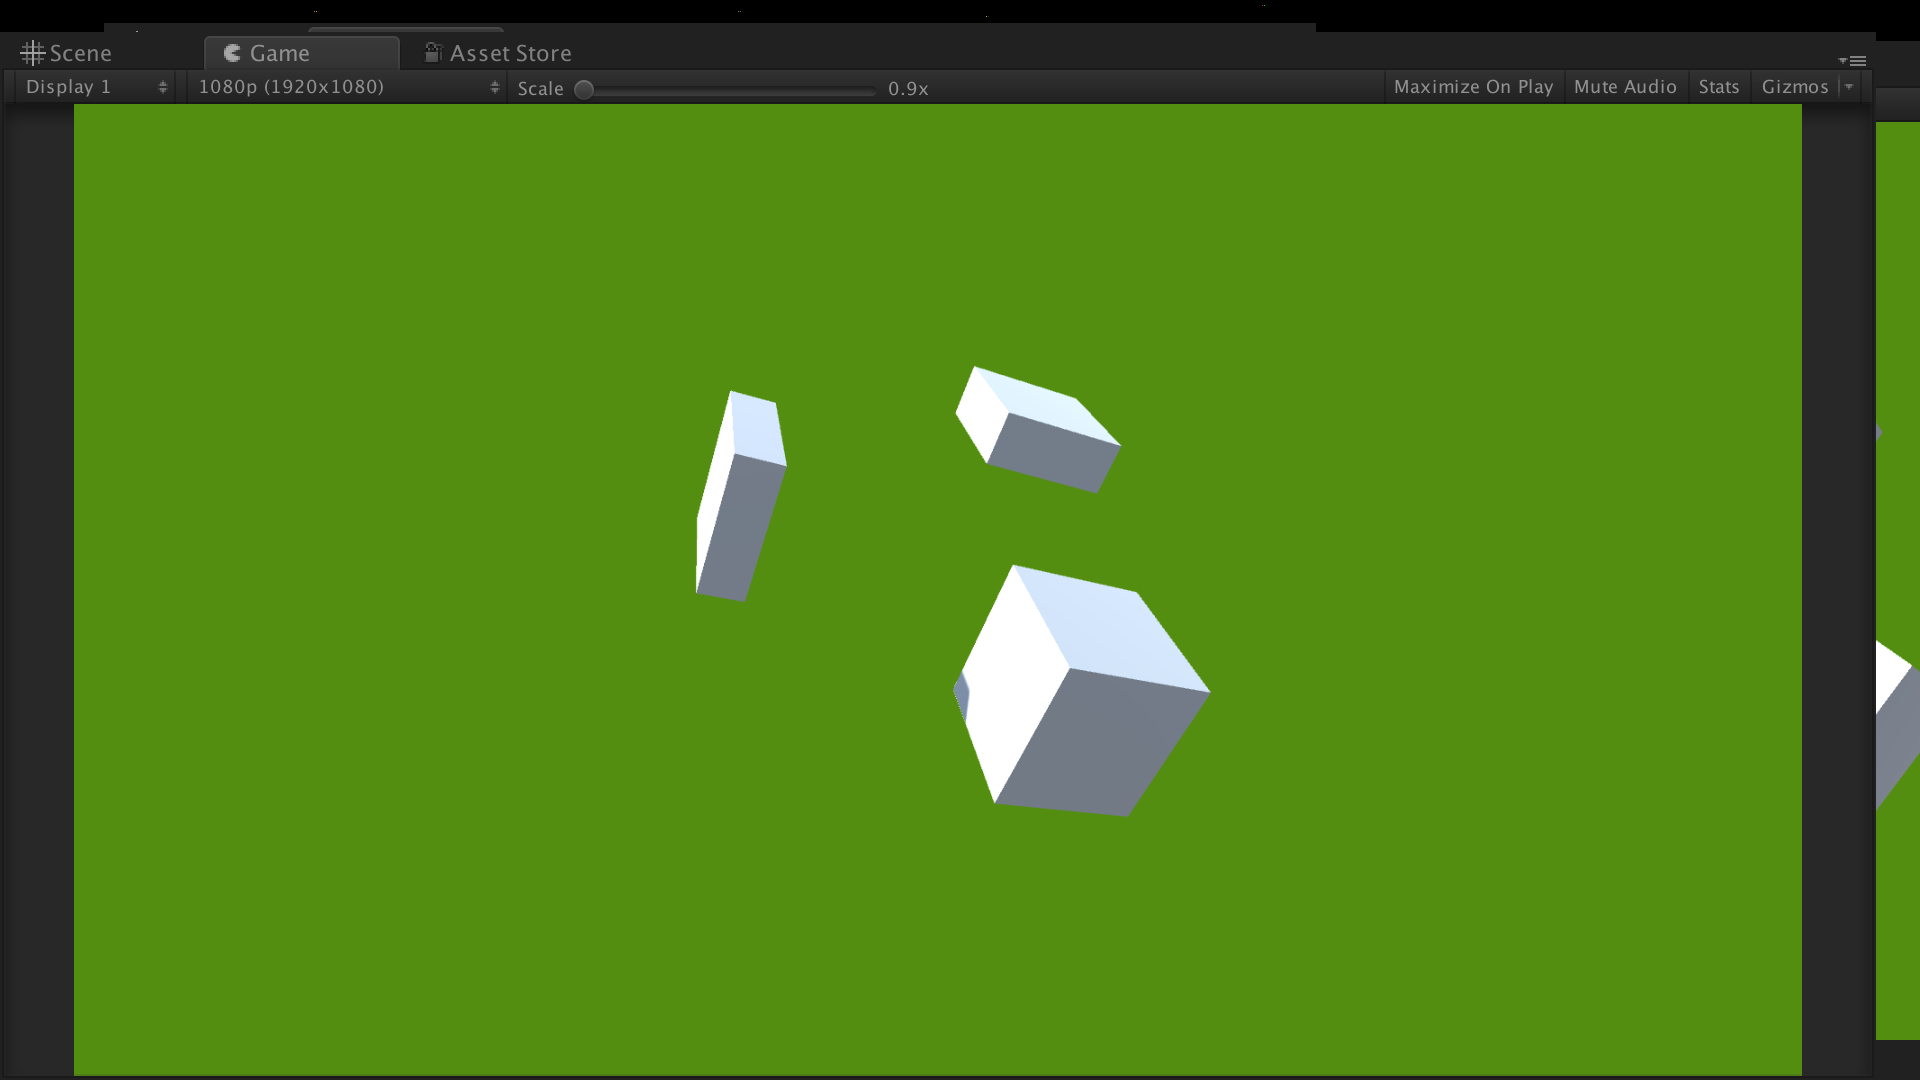 Scene Game Asset Store
Display 1 1080p (1920x1080) Scale 0.9x Maximize On Play Mute Audio Stats Gizmos